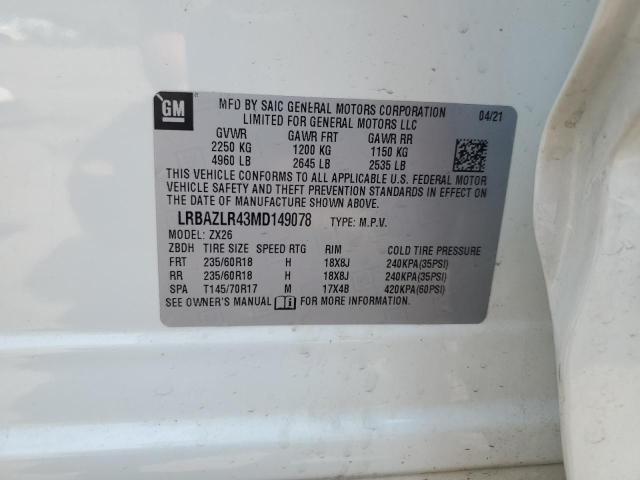 GM
MFD BY SAIC GENERAL MOTORS CORPORATION 04/21
LIMITED FOR GENERAL MOTORS LLC
GVWR GAWR FRT GAWR RR
2250 KG 1200 KG 1150 KG
4960 LB 2645 LB 2535 LB
THIS VEHICLE CONFORMS TO ALL APPLICABLE U.S. FEDERAL MOTOR
VEHICLE SAFETY AND THEFT PREVENTION STANDARDS IN EFFECT ON
THE DATE OF MANUFACTURE SHOWN ABOVE.
LRBAZLR43MD149078 TYPE: M.P.V.
MODEL: ZX26
ZBDH TIRE SIZE SPEED RTG RIM COLD TIRE PRESSURE
FRT 235/60R18 H 18X8J 240KPA(35PSI)
RR 235/60R18 H 18X8J 240KPA(35PSI)
SPA T145/70R17 M 17X4B 420KPA(60PSI)
SEE OWNER'S MANUAL i FOR MORE INFORMATION.